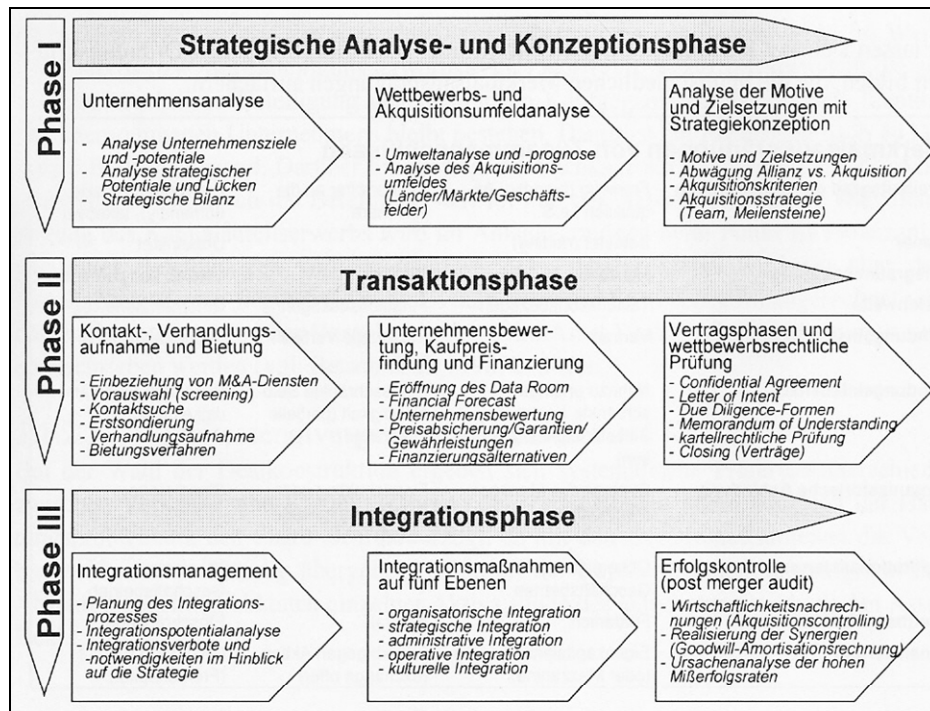 Phase I
Strategische Analyse- und Konzeptionsphase
Unternehmensanalyse
- Analyse Unternehmensziele
und -potentiale
- Analyse strategischer
Potentiale und Lücken
- Strategische Bilanz
Wettbewerbs- und
Akquisitionsumfeldanalyse
- Umweltanalyse und -prognose
- Analyse des Akquisitions-
umfeldes
(Länder/Märkte/Geschäfts-
felder)
Analyse der Motive
und Zielsetzungen mit
Strategiekonzeption
- Motive und Zielsetzungen
- Abwägung Allianz vs. Akquisition
- Akquisitionskriterien
- Akquisitionsstrategie
(Team, Meilensteine)
Phase II
Transaktionsphase
Kontakt-, Verhandlungs-
aufnahme und Bietung
- Einbeziehung von M&A-Diensten
- Vorauswahl (screening)
- Kontaktsuche
- Erstsondierung
- Verhandlungsaufnahme
- Bietungsverfahren
Unternehmensbewer-
tung, Kaufpreis-
findung und Finanzierung
- Eröffnung des Data Room
- Financial Forecast
- Unternehmensbewertung
- Preisabsicherung/Garantien/
Gewährleistungen
- Finanzierungsalternativen
Vertragsphasen und
wettbewerbsrechtliche
Prüfung
- Confidential Agreement
- Letter of Intent
- Due Diligence-Formen
- Memorandum of Understanding
- kartellrechtliche Prüfung
- Closing (Verträge)
Phase III
Integrationsphase
Integrationsmanagement
- Planung des Integrations-
prozesses
- Integrationspotentialanalyse
- Integrationsverbote und
-notwendigkeiten im Hinblick
auf die Strategie
Integrationsmaßnahmen
auf fünf Ebenen
- organisatorische Integration
- strategische Integration
- administrative Integration
- operative Integration
- kulturelle Integration
Erfolgskontrolle
(post merger audit)
- Wirtschaftlichkeitsnachrech-
nungen (Akquisitionscontrolling)
- Realisierung der Synergien
(Goodwill-Amortisationsrechnung)
- Ursachenanalyse der hohen
Mißerfolgsraten